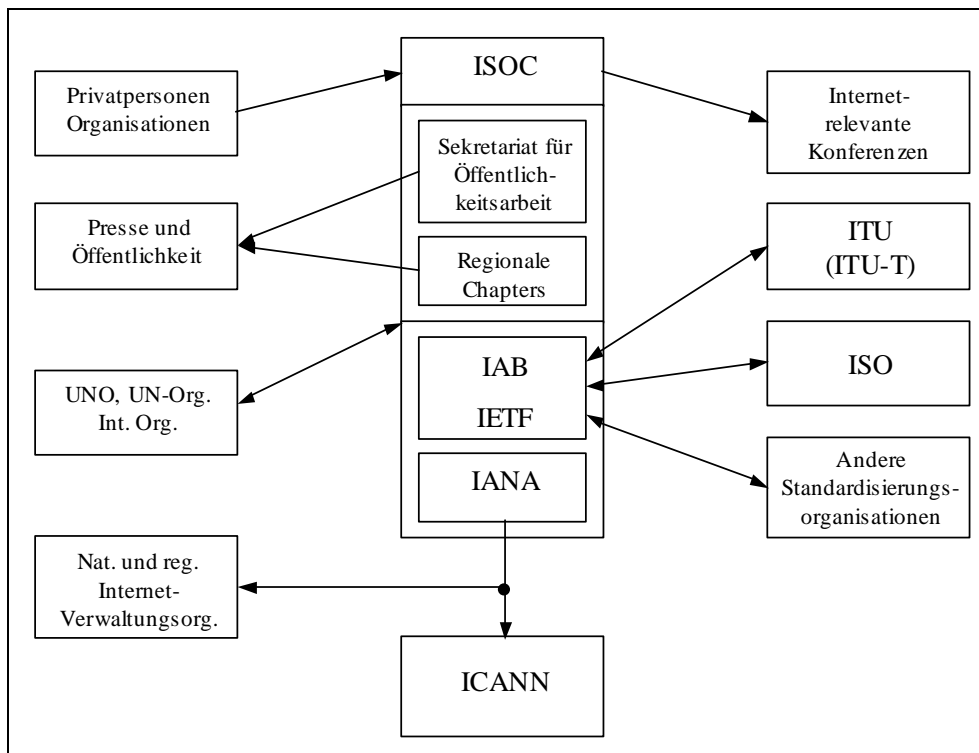 ISOC
Privatpersonen
Organisationen
Internet-
relevante
Konferenzen
Sekretariat für
Öffentlich-
keitsarbeit
Presse und
Öffentlichkeit
Regionale
Chapters
ITU
(ITU-T)
UNO, UN-Org.
Int. Org.
IAB
IETF
ISO
IANA
Andere
Standardisierungs-
organisationen
Nat. und reg.
Internet-
Verwaltungsorg.
ICANN